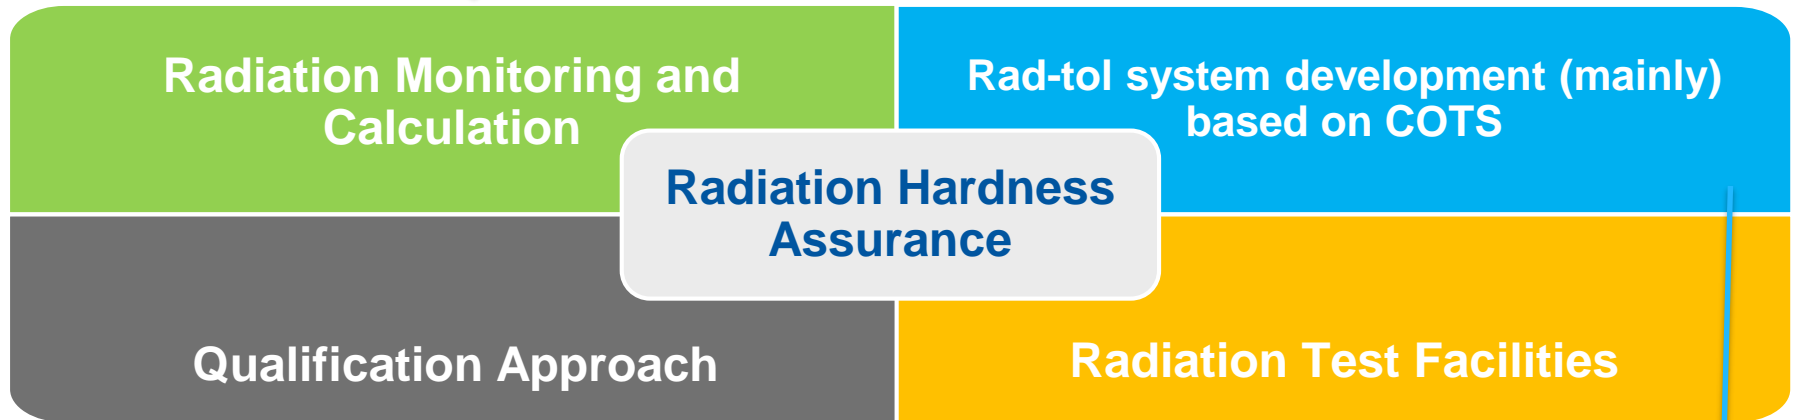 Radiation Monitoring and
Calculation
Rad-tol system development (mainly)
based on COTS
Radiation Hardness
Assurance
Qualification Approach
Radiation Test Facilities